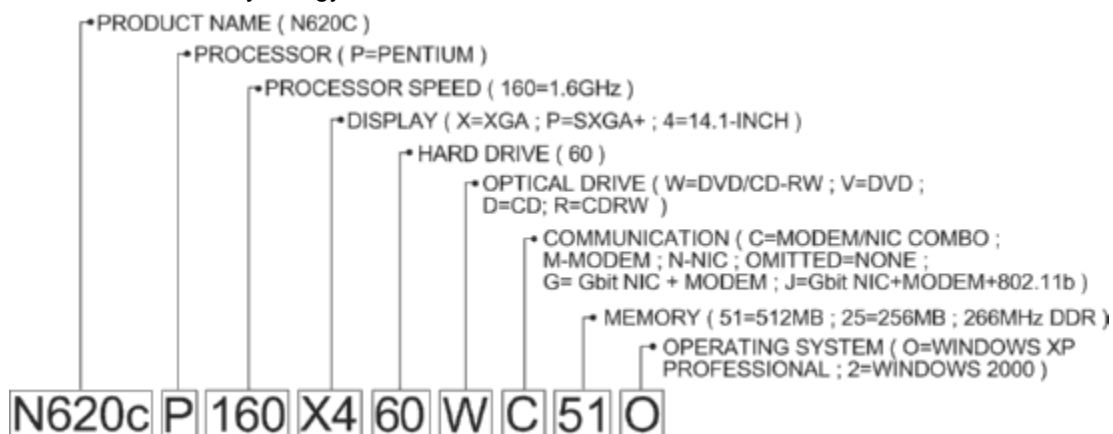 PRODUCT NAME ( N620C )
PROCESSOR ( P=PENTIUM )
PROCESSOR SPEED ( 160=1.6GHz )
DISPLAY ( X=XGA ; P=SXGA+ ; 4=14.1-INCH )
HARD DRIVE ( 60 )
OPTICAL DRIVE ( W=DVD/CD-RW ; V=DVD ;
D=CD; R=CDRW )
COMMUNICATION ( C=MODEM/NIC COMBO ;
M-MODEM ; N-NIC ; OMITTED=NONE ;
G= Gbit NIC + MODEM ; J=Gbit NIC+MODEM+802.11b )
MEMORY ( 51=512MB ; 25=256MB ; 266MHz DDR )
OPERATING SYSTEM ( O=WINDOWS XP
PROFESSIONAL ; 2=WINDOWS 2000 )
N620c P 160 X4 60 W C 51 O